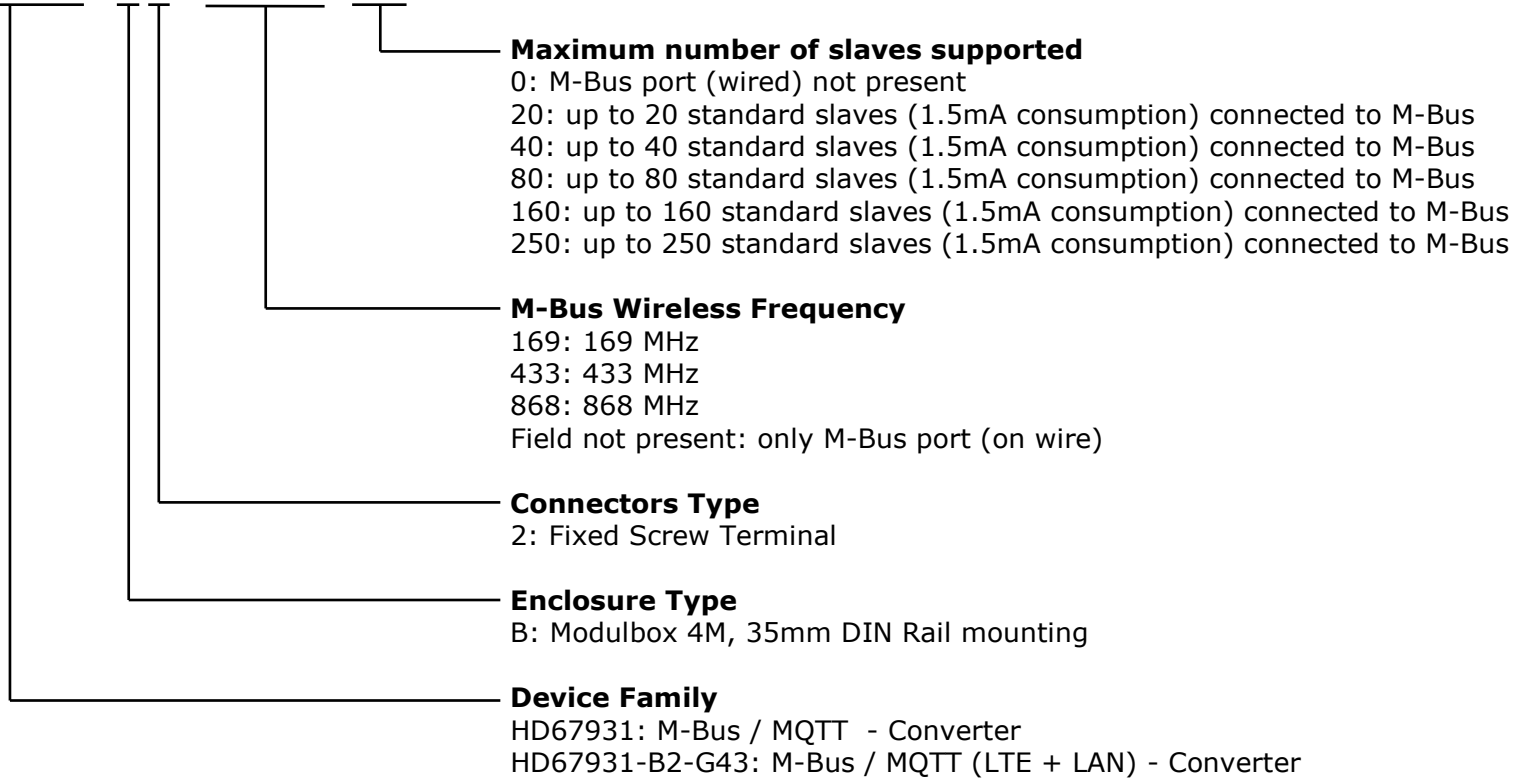 Maximum number of slaves supported
0: M-Bus port (wired) not present
20: up to 20 standard slaves (1.5mA consumption) connected to M-Bus
40: up to 40 standard slaves (1.5mA consumption) connected to M-Bus
80: up to 80 standard slaves (1.5mA consumption) connected to M-Bus
160: up to 160 standard slaves (1.5mA consumption) connected to M-Bus
250: up to 250 standard slaves (1.5mA consumption) connected to M-Bus
M-Bus Wireless Frequency
169: 169 MHz
433: 433 MHz
868: 868 MHz
Field not present: only M-Bus port (on wire)
Connectors Type
2: Fixed Screw Terminal
Enclosure Type
B: Modulbox 4M, 35mm DIN Rail mounting
Device Family
HD67931: M-Bus / MQTT - Converter
HD67931-B2-G43: M-Bus / MQTT (LTE + LAN) - Converter